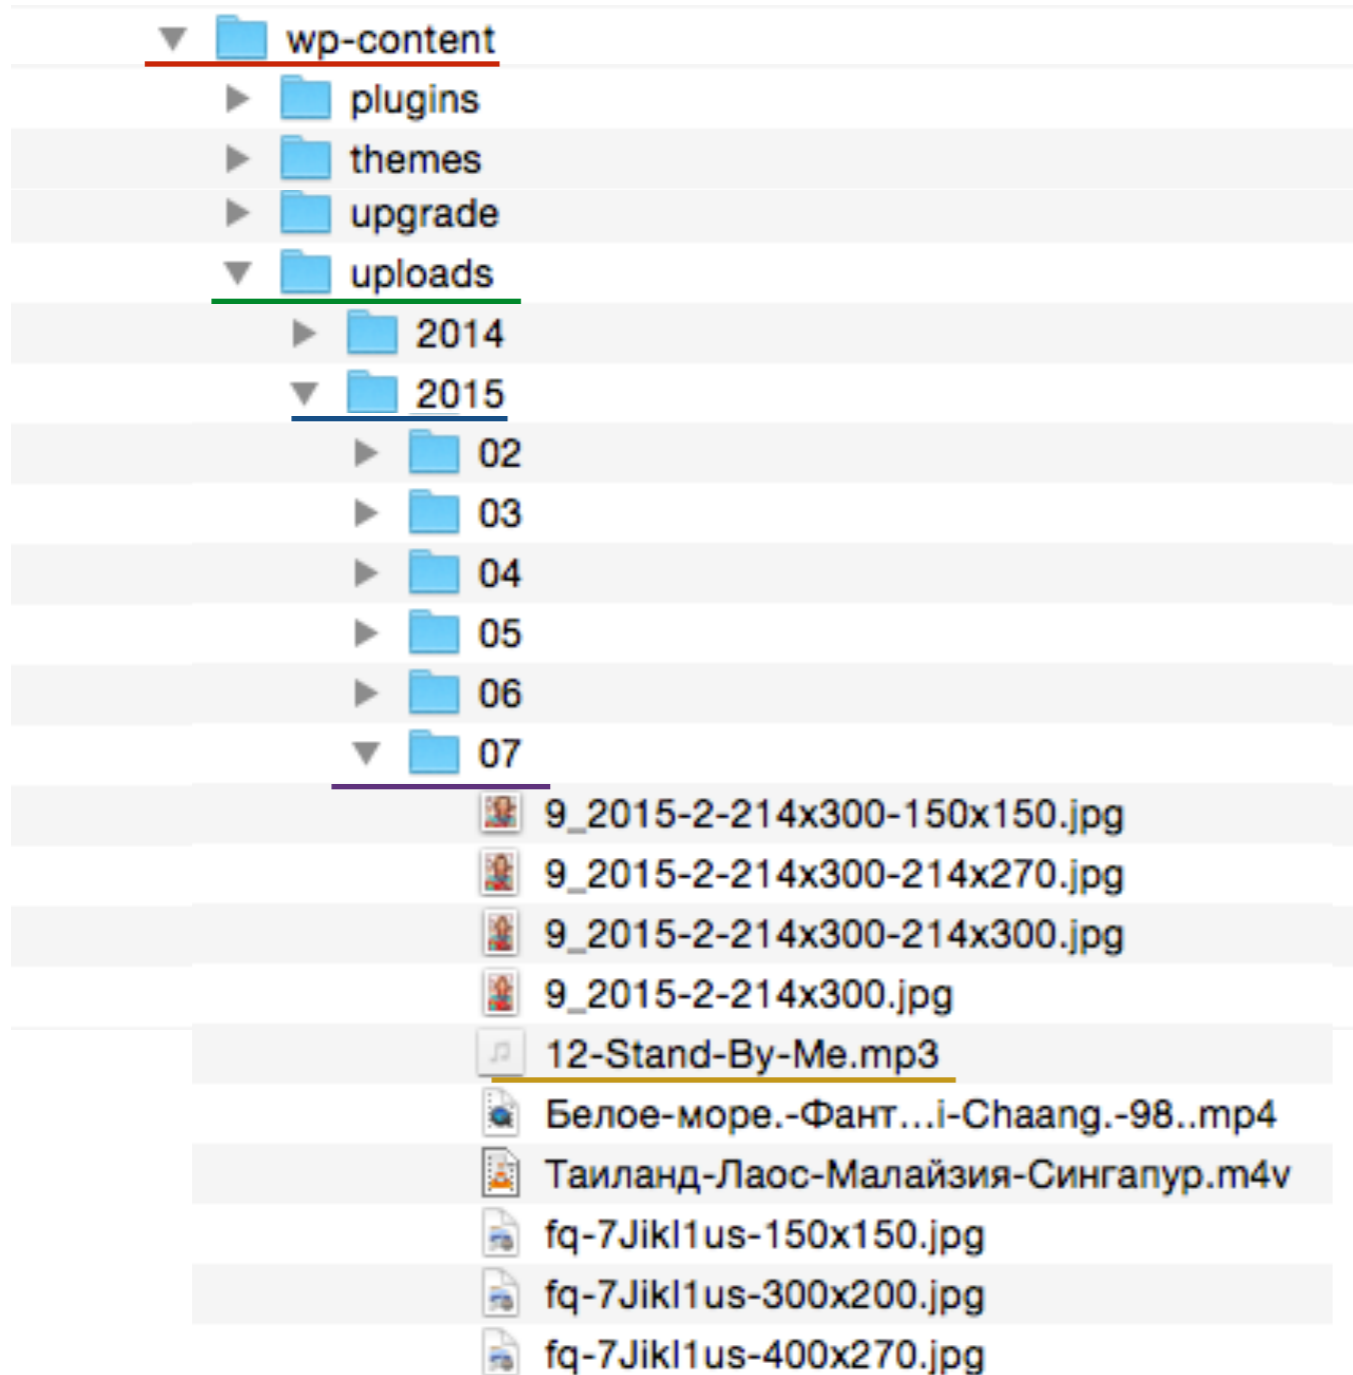 wp-content
plugins
themes
upgrade
uploads
2014
2015
02
03
04
05
06
07
9_2015-2-214x300-150x150.jpg
9_2015-2-214x300-214x270.jpg
9_2015-2-214x300-214x300.jpg
9_2015-2-214x300.jpg
12-Stand-By-Me.mp3
Белое-море.-Фант...i-Chaang.-98..mp4
Таиланд-Лаос-Малайзия-Сингапур.m4v
fq-7Jikl1us-150x150.jpg
fq-7Jikl1us-300x200.jpg
fq-7Jikl1us-400x270.jpg